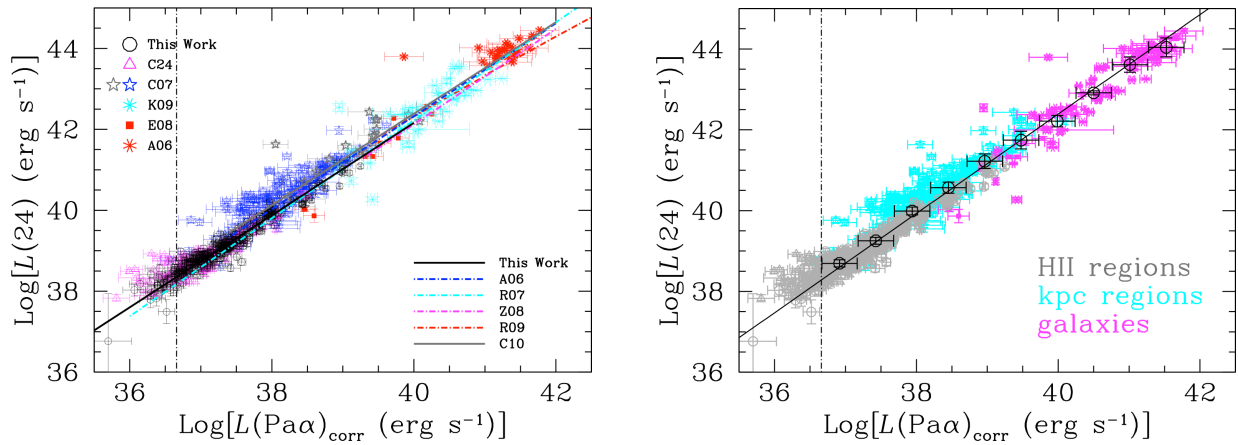 44
42
40
38
36
Log[L(24) (erg s⁻¹)]
This Work
C24
C07
K09
E08
A06
This Work
A06
R07
Z08
R09
C10
36 38 40 42
Log[L(Paα)corr (erg s⁻¹)]
44
42
40
38
36
Log[L(24) (erg s⁻¹)]
HII regions
kpc regions
galaxies
36 38 40 42
Log[L(Paα)corr (erg s⁻¹)]